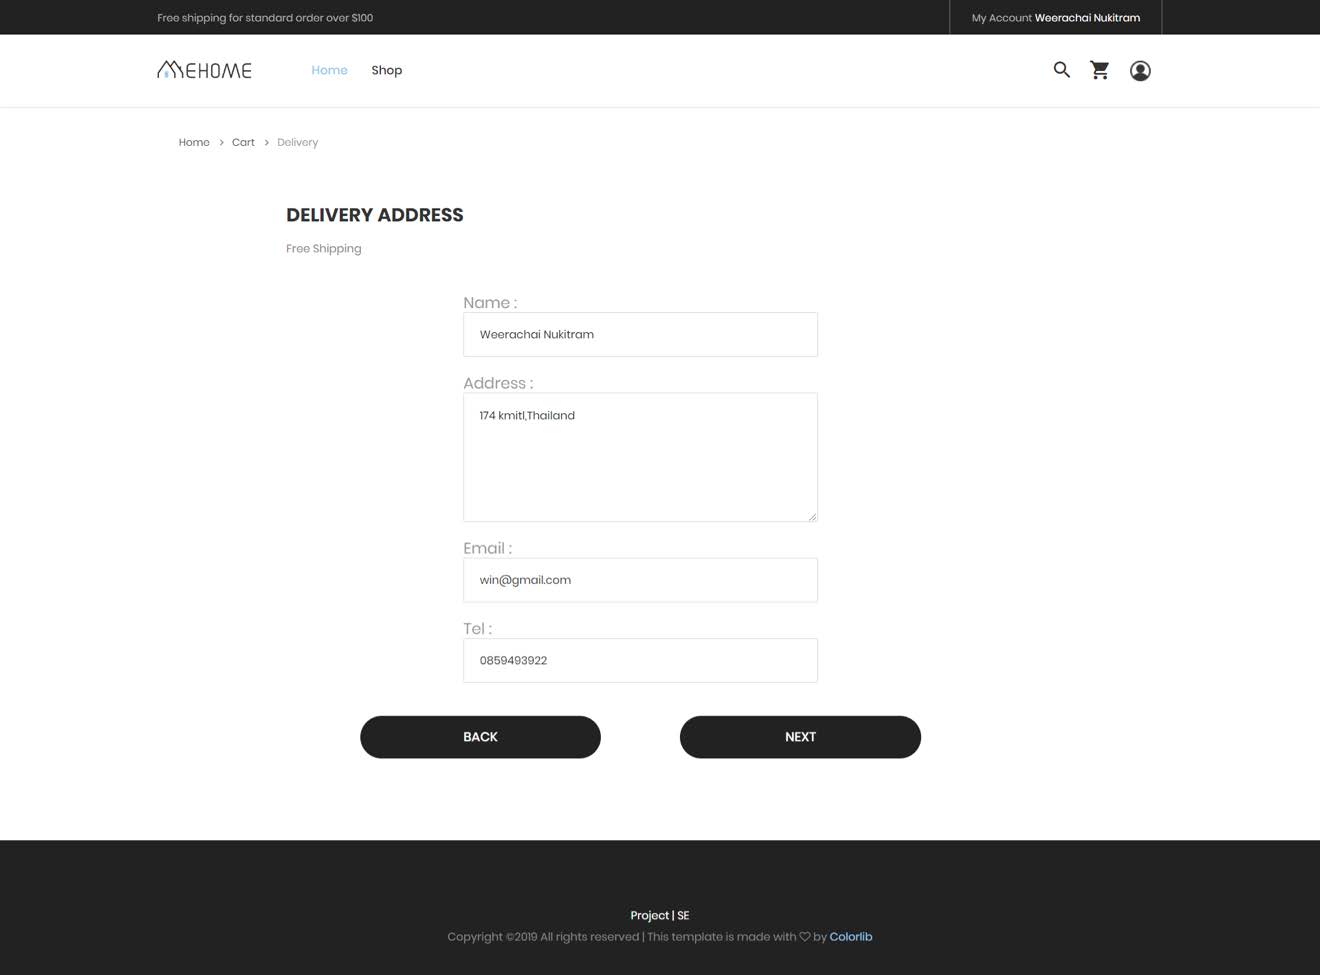 Free shipping for standard order over $100
My Account Weerachai Nukitram
MEHOME
Home
Shop
Home > Cart > Delivery
DELIVERY ADDRESS
Free Shipping
Name :
Weerachai Nukitram
Address :
174 kmitl,Thailand
Email :
win@gmail.com
Tel :
0859493922
BACK
NEXT
Project | SE
Copyright ©2019 All rights reserved | This template is made with ♡ by Colorlib